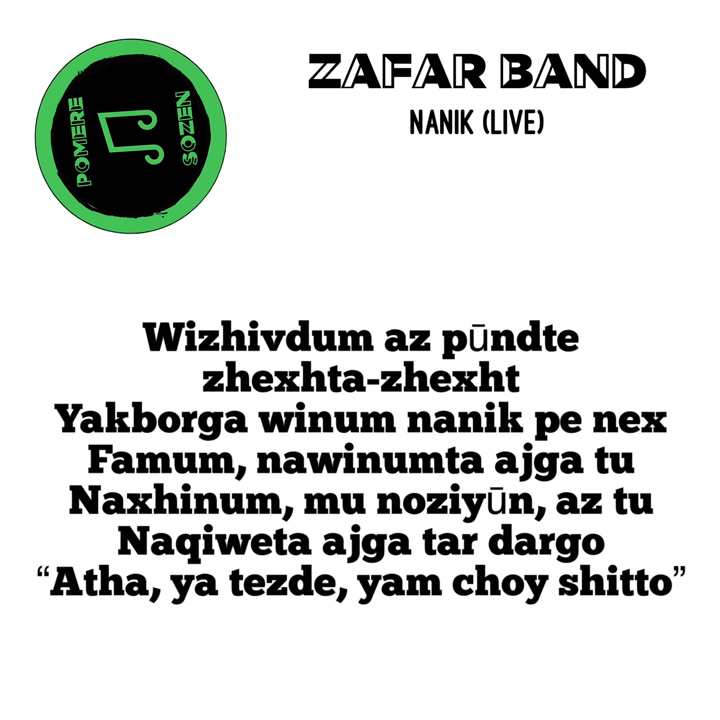 POMERE
SOZEN
ZAFAR BAND
NANIK (LIVE)
Wizhivdum az pūndte
zhexhta-zhexht
Yakborga winum nanik pe nex
Famum, nawinumta ajga tu
Naxhinum, mu noziyūn, az tu
Naqiweta ajga tar dargo
“Atha, ya tezde, yam choy shitto”